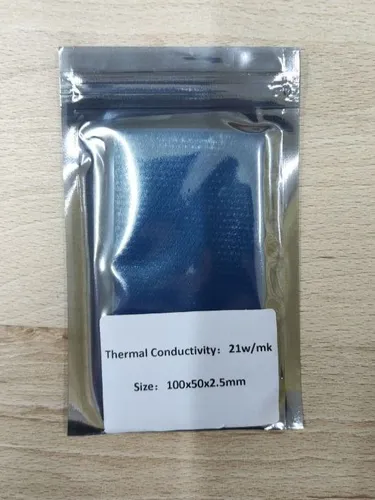 Thermal Conductivity： 21w/mk
Size： 100x50x2.5mm